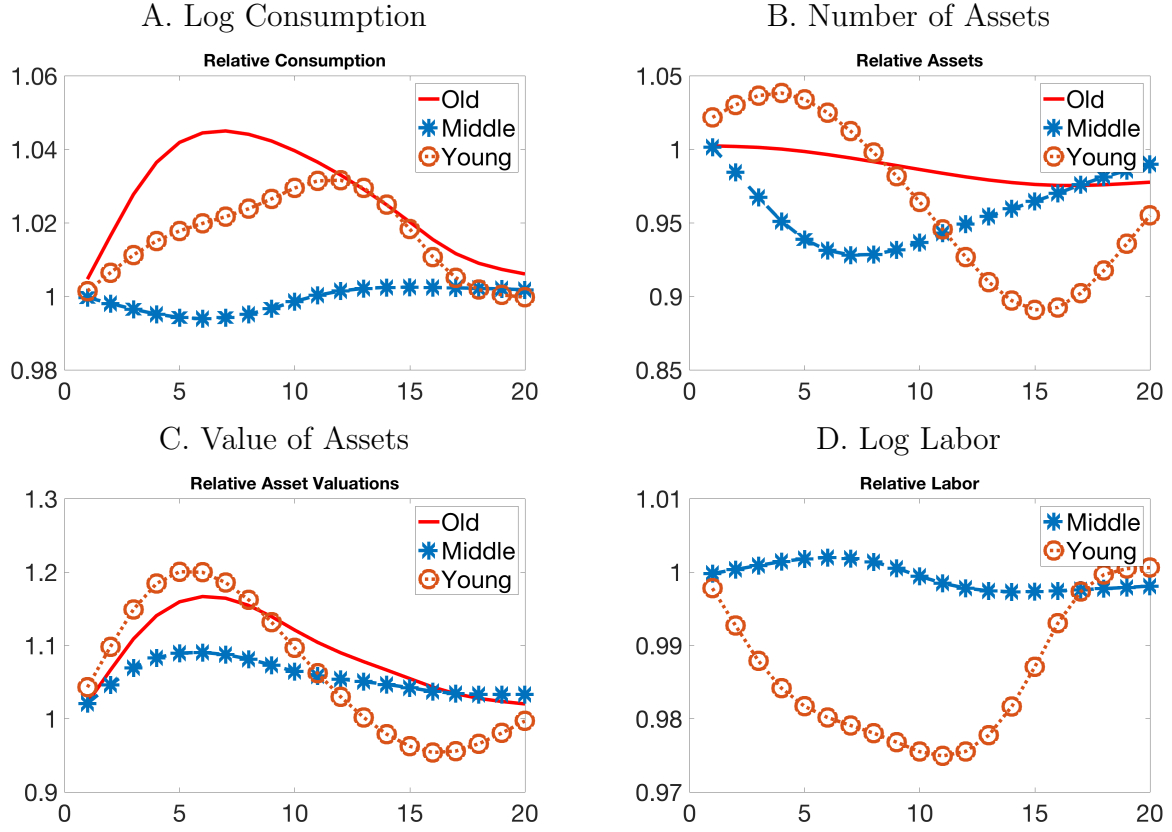 A. Log Consumption
Relative Consumption
1.06
1.04
1.02
1
0.98
0
5
10
15
20
Old
Middle
Young
B. Number of Assets
Relative Assets
1.05
1
0.95
0.9
0.85
0
5
10
15
20
Old
Middle
Young
C. Value of Assets
Relative Asset Valuations
1.3
1.2
1.1
1
0.9
0
5
10
15
20
Old
Middle
Young
D. Log Labor
Relative Labor
1.01
1
0.99
0.98
0.97
0
5
10
15
20
Middle
Young